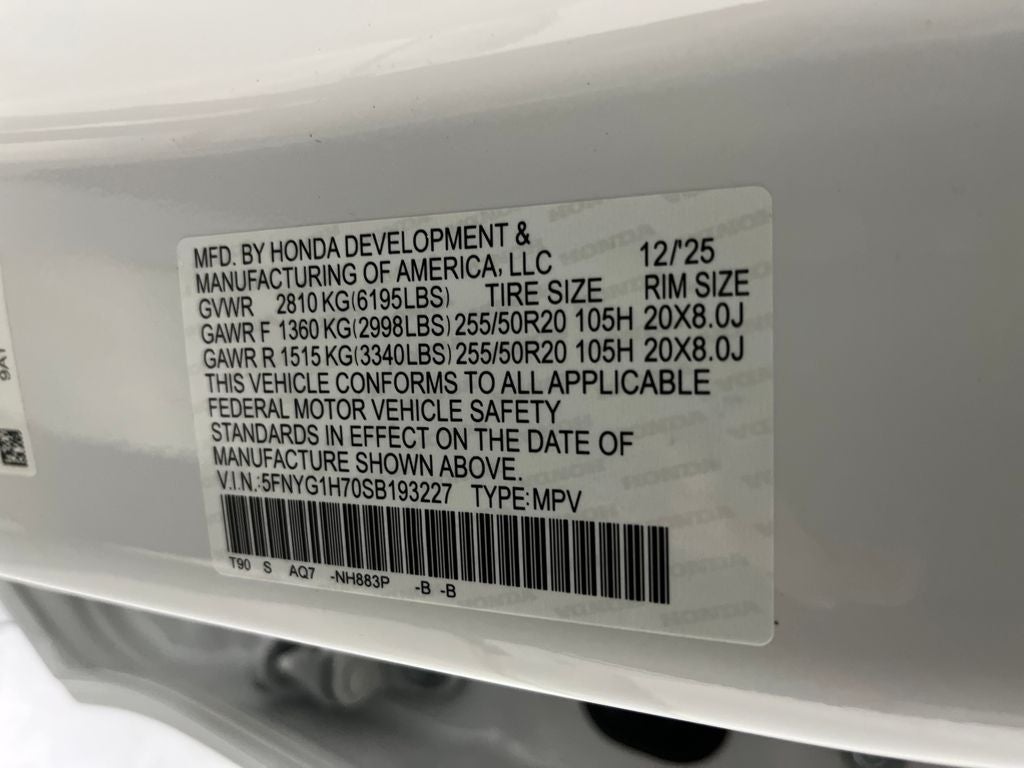 MFD. BY HONDA DEVELOPMENT &
MANUFACTURING OF AMERICA, LLC 12/'25
GVWR 2810 KG(6195LBS) TIRE SIZE RIM SIZE
GAWR F 1360 KG(2998LBS) 255/50R20 105H 20X8.0J
GAWR R 1515 KG(3340LBS) 255/50R20 105H 20X8.0J
THIS VEHICLE CONFORMS TO ALL APPLICABLE
FEDERAL MOTOR VEHICLE SAFETY
STANDARDS IN EFFECT ON THE DATE OF
MANUFACTURE SHOWN ABOVE.
V.I.N.:5FNYG1H70SB193227 TYPE:MPV
T90 S AQ7 -NH883P -B -B